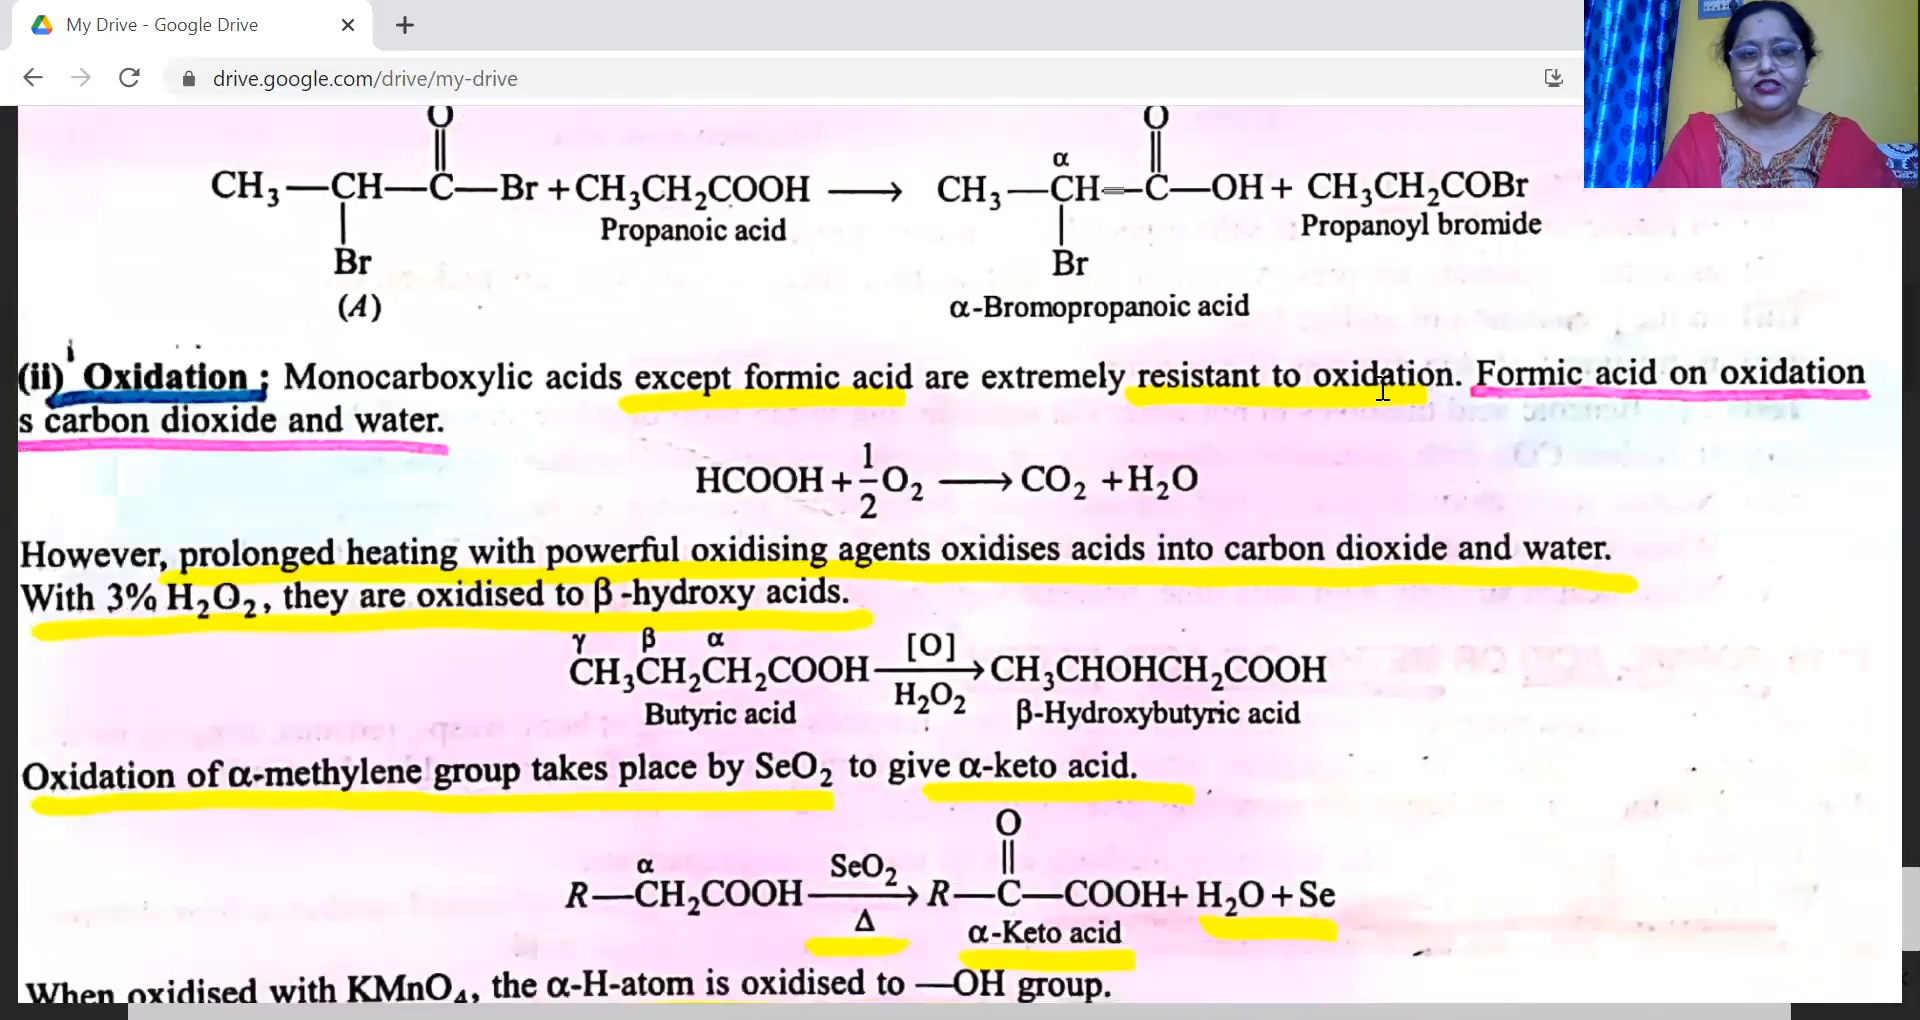 My Drive - Google Drive
drive.google.com/drive/my-drive
O O
α
CH₃—CH—C—Br + CH₃CH₂COOH ⟶ CH₃—CH—C—OH + CH₃CH₂COBr
Propanoic acid Propanoyl bromide
Br Br
(A) α-Bromopropanoic acid
(ii) Oxidation ; Monocarboxylic acids except formic acid are extremely resistant to oxidation. Formic acid on oxidation
s carbon dioxide and water.
HCOOH + 1/2 O₂ ⟶ CO₂ + H₂O
However, prolonged heating with powerful oxidising agents oxidises acids into carbon dioxide and water.
With 3% H₂O₂, they are oxidised to β-hydroxy acids.
γ β α [O]
CH₃CH₂CH₂COOH ⟶ CH₃CHOHCH₂COOH
H₂O₂
Butyric acid β-Hydroxybutyric acid
Oxidation of α-methylene group takes place by SeO₂ to give α-keto acid.
O
α SeO₂
R—CH₂COOH ⟶ R—C—COOH + H₂O + Se
Δ α-Keto acid
When oxidised with KMnO₄, the α-H-atom is oxidised to —OH group.